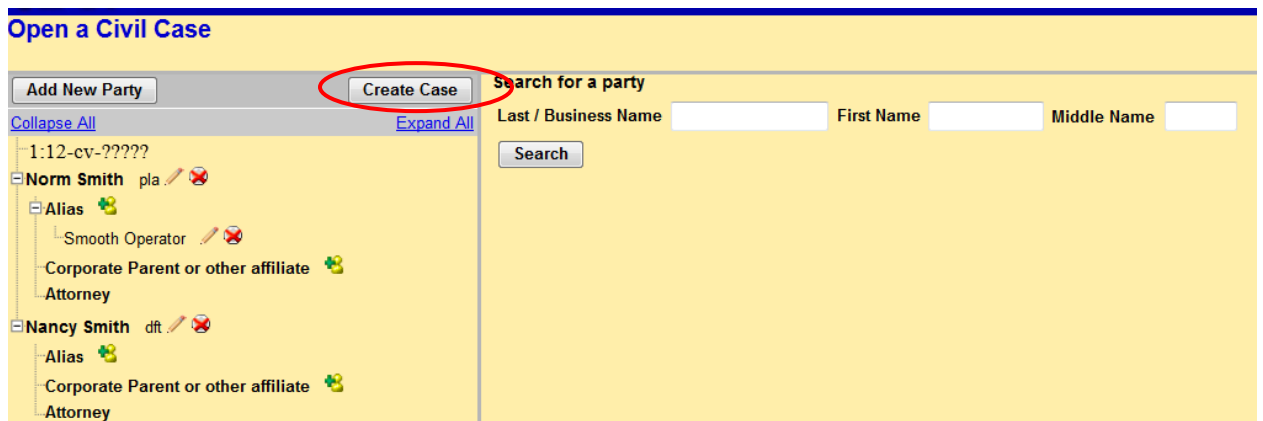 Open a Civil Case
Add New Party Create Case
Collapse All Expand All
1:12-cv-?????
Norm Smith pla
Alias
Smooth Operator
Corporate Parent or other affiliate
Attorney
Nancy Smith dft
Alias
Corporate Parent or other affiliate
Attorney
Search for a party
Last / Business Name First Name Middle Name
Search